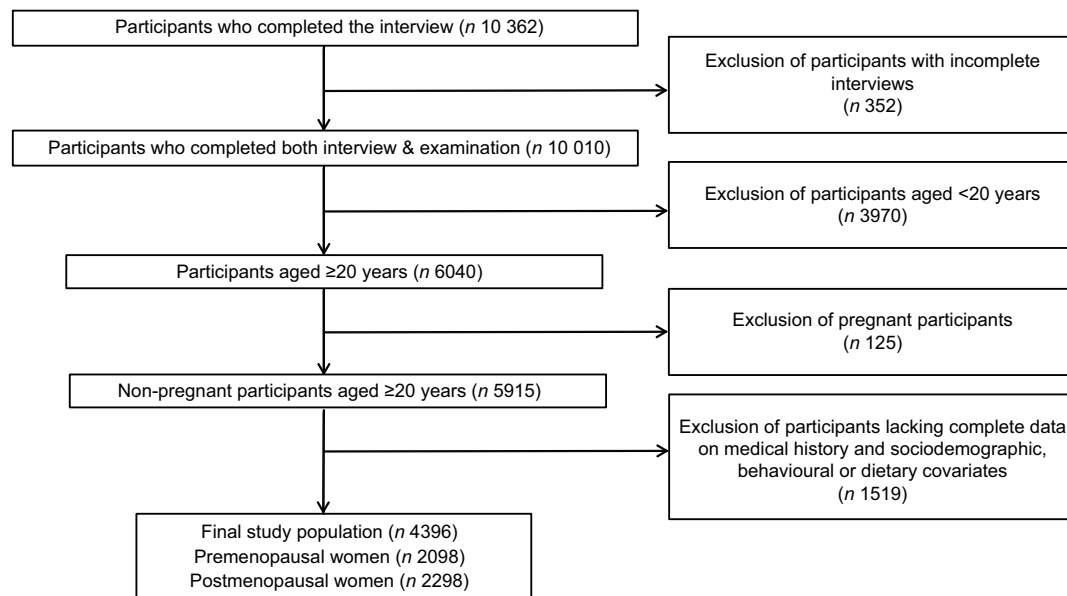 Participants who completed the interview (n 10 362)
Exclusion of participants with incomplete
interviews
(n 352)
Participants who completed both interview & examination (n 10 010)
Exclusion of participants aged <20 years
(n 3970)
Participants aged ≥20 years (n 6040)
Exclusion of pregnant participants
(n 125)
Non-pregnant participants aged ≥20 years (n 5915)
Exclusion of participants lacking complete data
on medical history and sociodemographic,
behavioural or dietary covariates
(n 1519)
Final study population (n 4396)
Premenopausal women (n 2098)
Postmenopausal women (n 2298)